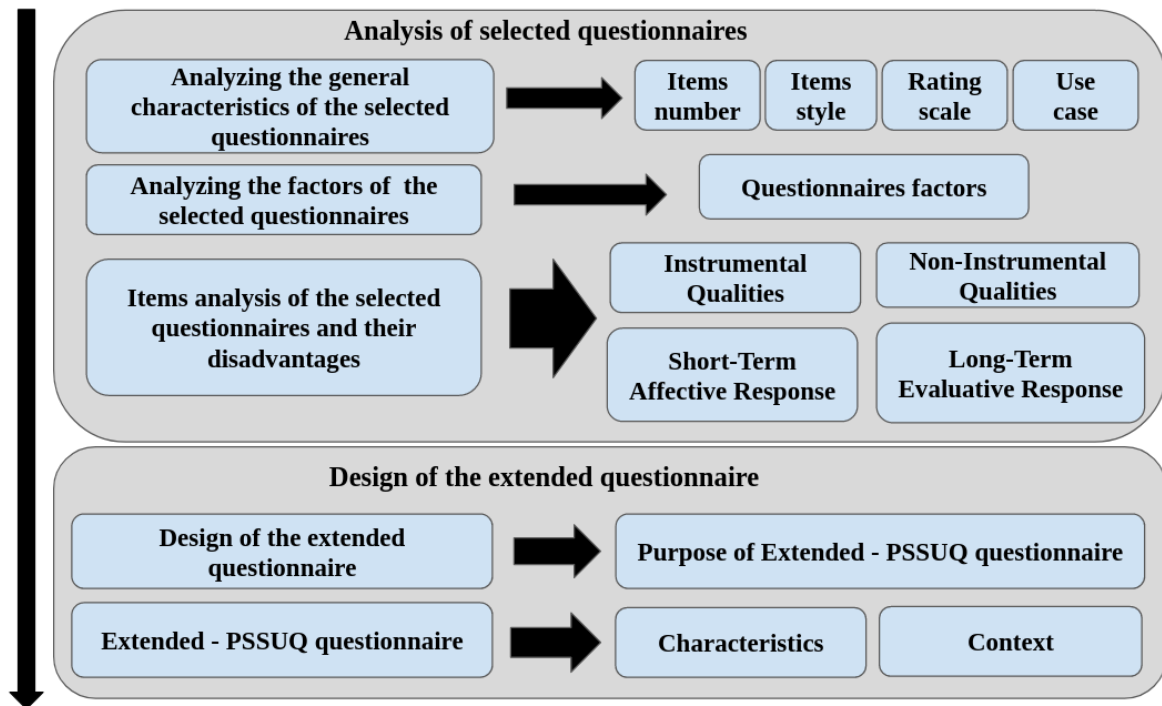 Analysis of selected questionnaires
Analyzing the general
characteristics of the selected
questionnaires
Items
number
Items
style
Rating
scale
Use
case
Analyzing the factors of the
selected questionnaires
Questionnaires factors
Items analysis of the selected
questionnaires and their
disadvantages
Instrumental
Qualities
Non-Instrumental
Qualities
Short-Term
Affective Response
Long-Term
Evaluative Response
Design of the extended questionnaire
Design of the extended
questionnaire
Purpose of Extended - PSSUQ questionnaire
Extended - PSSUQ questionnaire
Characteristics
Context